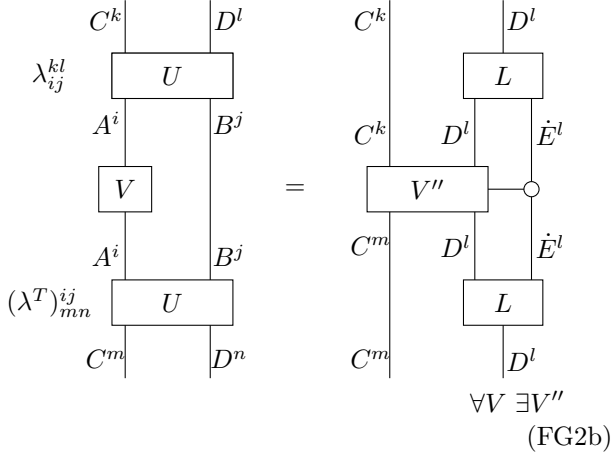 C^k D^l C^k D^l
λ_{ij}^{kl} U L
A^i B^j C^k D^l Ė^l
V = V''
A^i B^j C^m D^l Ė^l
(λ^T)_{mn}^{ij} U L
C^m D^n C^m D^l
∀V ∃V''
(FG2b)